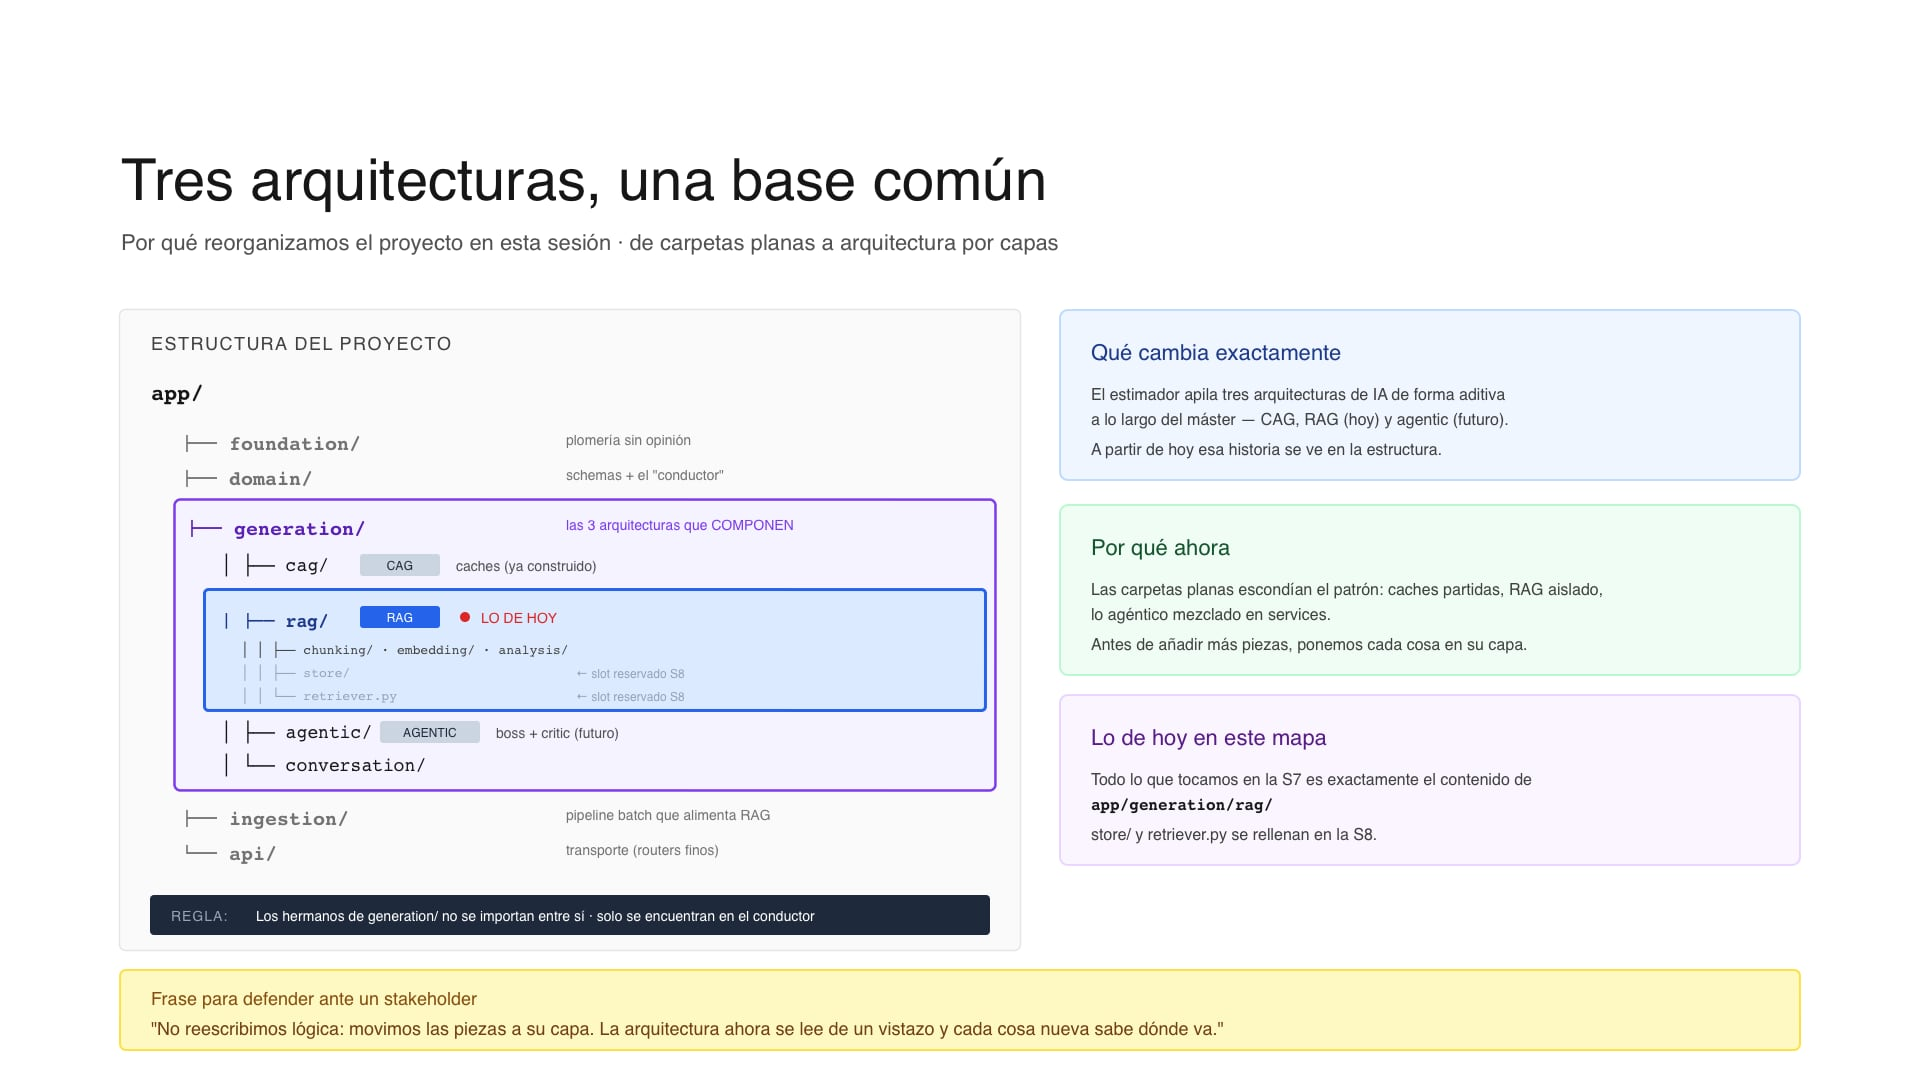 Tres arquitecturas, una base común
Por qué reorganizamos el proyecto en esta sesión · de carpetas planas a arquitectura por capas
ESTRUCTURA DEL PROYECTO
app/
├── foundation/ plomería sin opinión
├── domain/ schemas + el "conductor"
├── generation/ las 3 arquitecturas que COMPONEN
│ ├── cag/ CAG caches (ya construido)
│ ├── rag/ RAG ● LO DE HOY
│ │ ├── chunking/ · embedding/ · analysis/
│ │ ├── store/ ← slot reservado S8
│ │ └── retriever.py ← slot reservado S8
│ ├── agentic/ AGENTIC boss + critic (futuro)
│ └── conversation/
├── ingestion/ pipeline batch que alimenta RAG
└── api/ transporte (routers finos)
REGLA: Los hermanos de generation/ no se importan entre sí · solo se encuentran en el conductor
Qué cambia exactamente
El estimador apila tres arquitecturas de IA de forma aditiva
a lo largo del máster — CAG, RAG (hoy) y agentic (futuro).
A partir de hoy esa historia se ve en la estructura.
Por qué ahora
Las carpetas planas escondían el patrón: caches partidas, RAG aislado,
lo agéntico mezclado en services.
Antes de añadir más piezas, ponemos cada cosa en su capa.
Lo de hoy en este mapa
Todo lo que tocamos en la S7 es exactamente el contenido de
app/generation/rag/
store/ y retriever.py se rellenan en la S8.
Frase para defender ante un stakeholder
"No reescribimos lógica: movimos las piezas a su capa. La arquitectura ahora se lee de un vistazo y cada cosa nueva sabe dónde va."